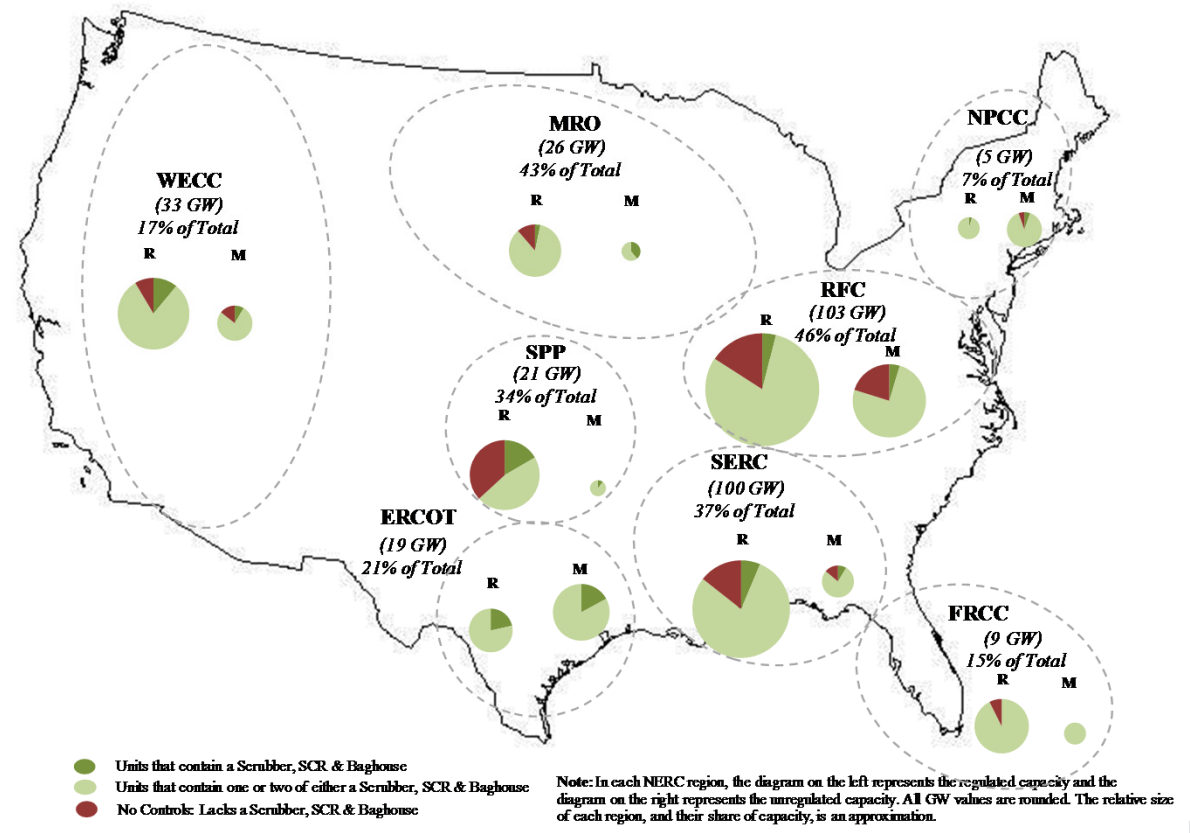 NPCC
(5 GW)
7% of Total
R M
MRO
(26 GW)
43% of Total
R M
WECC
(33 GW)
17% of Total
R M
RFC
(103 GW)
46% of Total
R
M
SPP
(21 GW)
34% of Total
R M
SERC
(100 GW)
37% of Total
R M
ERCOT
(19 GW)
21% of Total
R M
FRCC
(9 GW)
15% of Total
R M
Units that contain a Scrubber, SCR & Baghouse
Units that contain one or two of either a Scrubber, SCR & Baghouse
No Controls: Lacks a Scrubber, SCR & Baghouse
Note: In each NERC region, the diagram on the left represents the regulated capacity and the
diagram on the right represents the unregulated capacity. All GW values are rounded. The relative size
of each region, and their share of capacity, is an approximation.